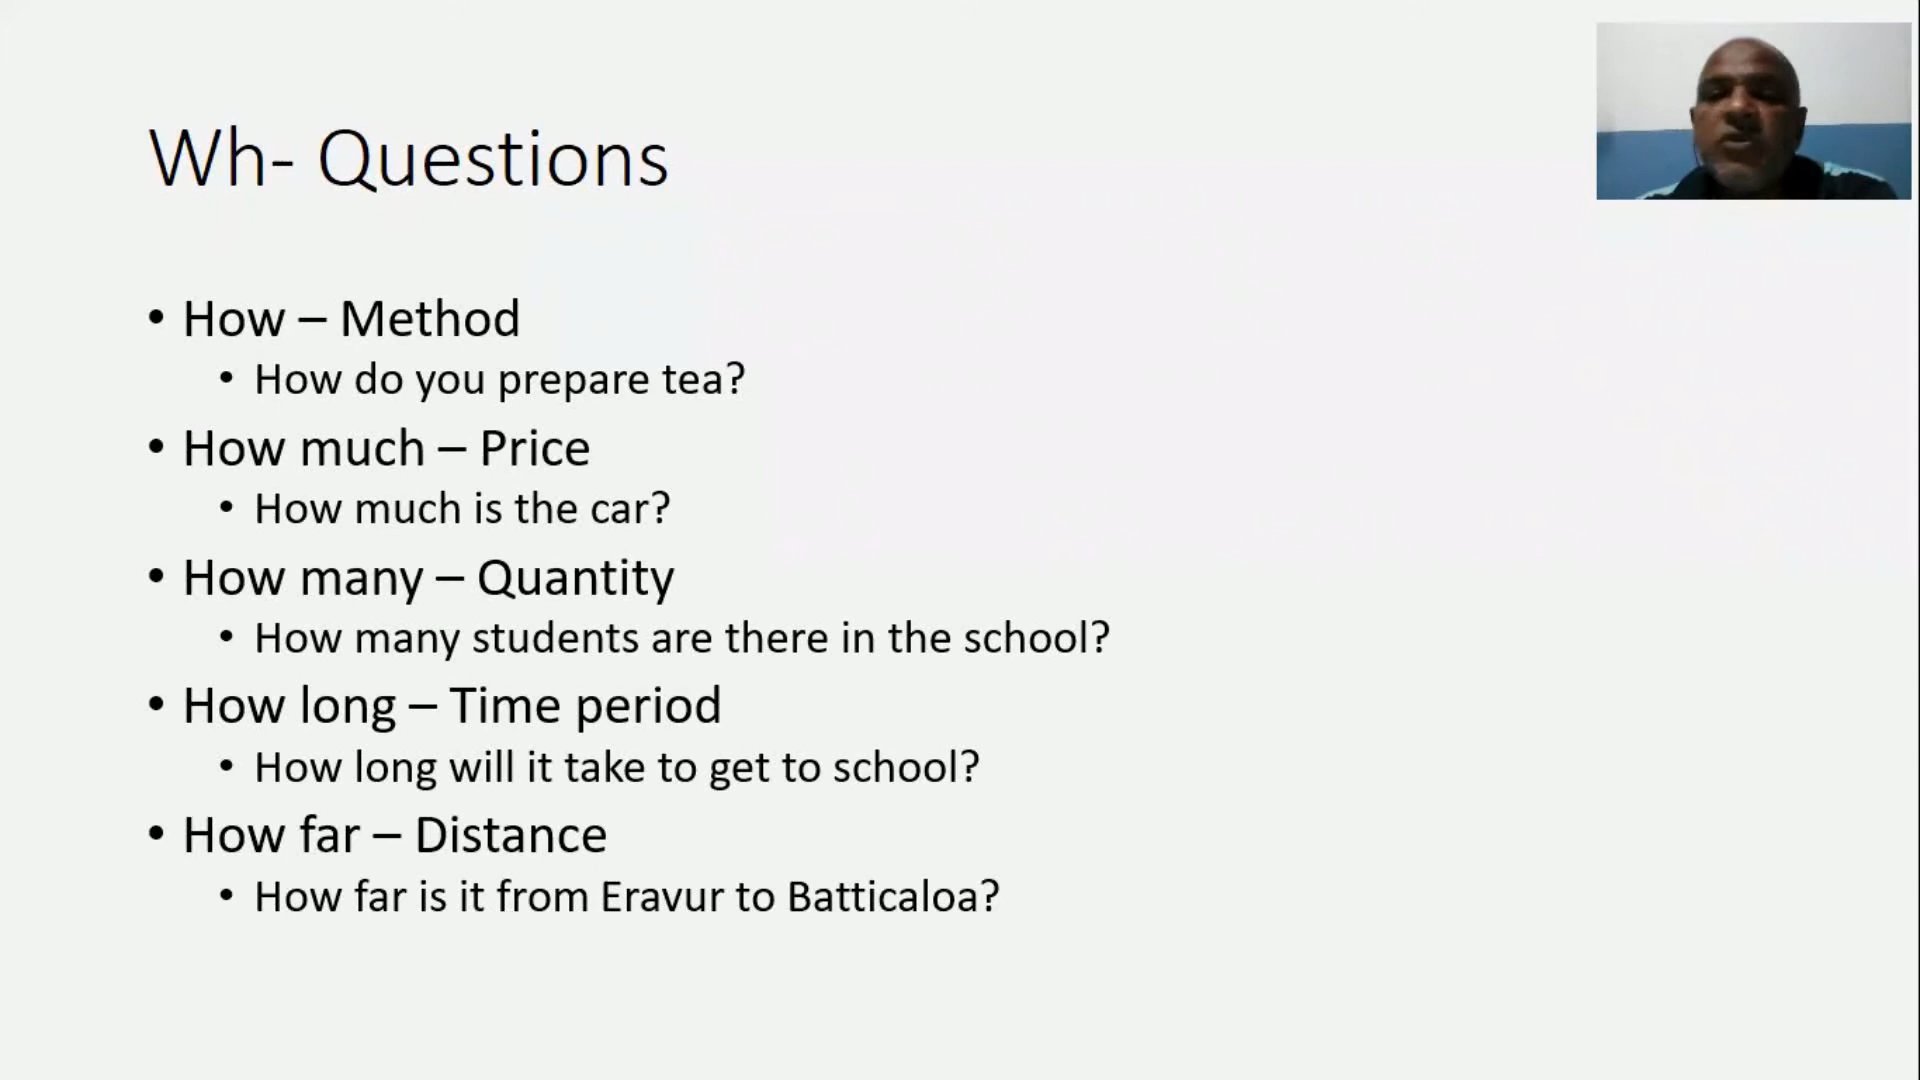 Wh- Questions
• How – Method
• How do you prepare tea?
• How much – Price
• How much is the car?
• How many – Quantity
• How many students are there in the school?
• How long – Time period
• How long will it take to get to school?
• How far – Distance
• How far is it from Eravur to Batticaloa?